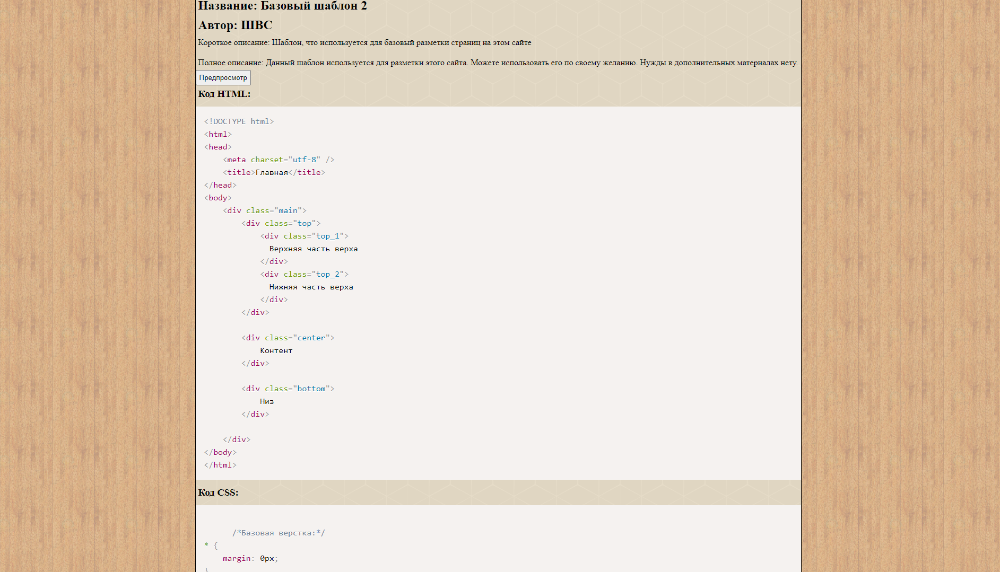 Название: Базовый шаблон 2
Автор: ШВС
Короткое описание: Шаблон, что используется для базовый разметки страниц на этом сайте
Полное описание: Данный шаблон используется для разметки этого сайта. Можете использовать его по своему желанию. Нужды в дополнительных материалах нету.
Предпросмотр
Код HTML:
<!DOCTYPE html>
<html>
<head>
    <meta charset="utf-8" />
    <title>Главная</title>
</head>
<body>
    <div class="main">
        <div class="top">
            <div class="top_1">
              Верхняя часть верха
            </div>
            <div class="top_2">
              Нижняя часть верха
            </div>
        </div>
        <div class="center">
            Контент
        </div>
        <div class="bottom">
            Низ
        </div>
    </div>
</body>
</html>
Код CSS:
      /*Базовая верстка:*/
* {
    margin: 0px;
}